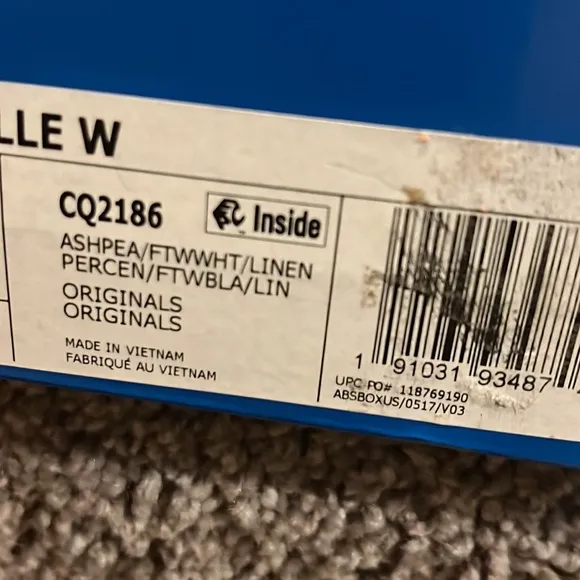 LLE W
CQ2186
Inside
ASHPEA/FTWWHT/LINEN
PERCEN/FTWBLA/LIN
ORIGINALS
ORIGINALS
MADE IN VIETNAM
FABRIQUÉ AU VIETNAM
1 91031 93487
UPC PO# 118769190
ABSBOXUS/0517/V03